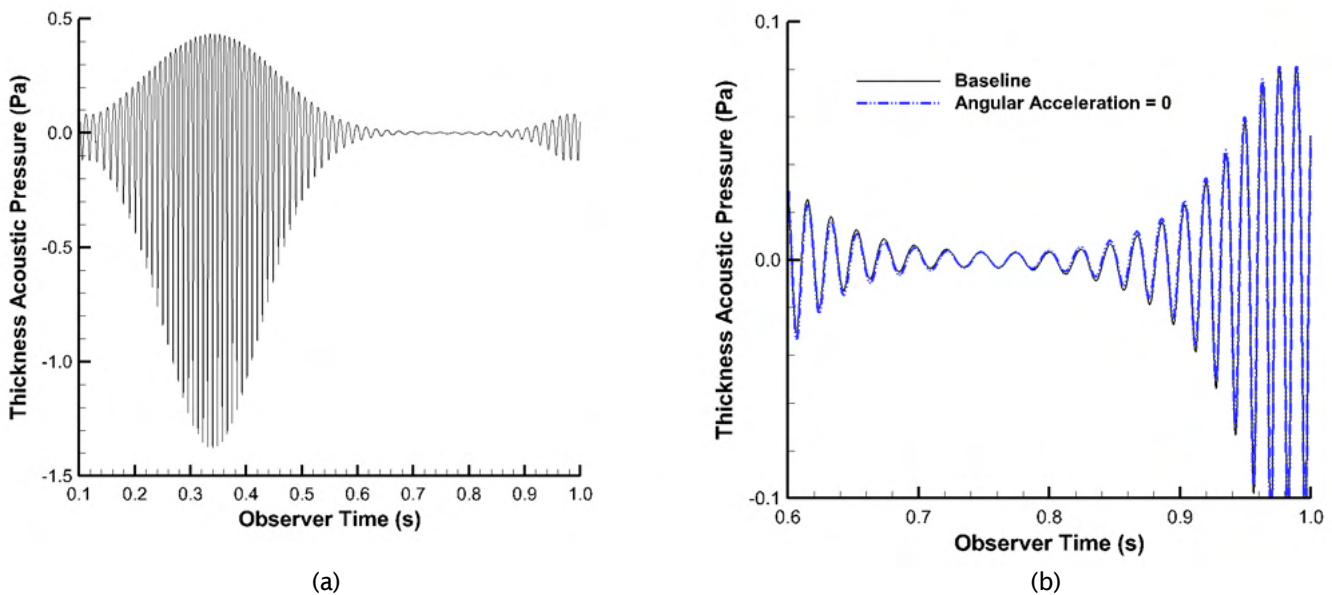 0.5
0.0
-0.5
-1.0
-1.5
Thickness Acoustic Pressure (Pa)
0.1 0.2 0.3 0.4 0.5 0.6 0.7 0.8 0.9 1.0
Observer Time (s)
(a)
0.1
0.0
-0.1
Thickness Acoustic Pressure (Pa)
Baseline
Angular Acceleration = 0
0.6 0.7 0.8 0.9 1.0
Observer Time (s)
(b)